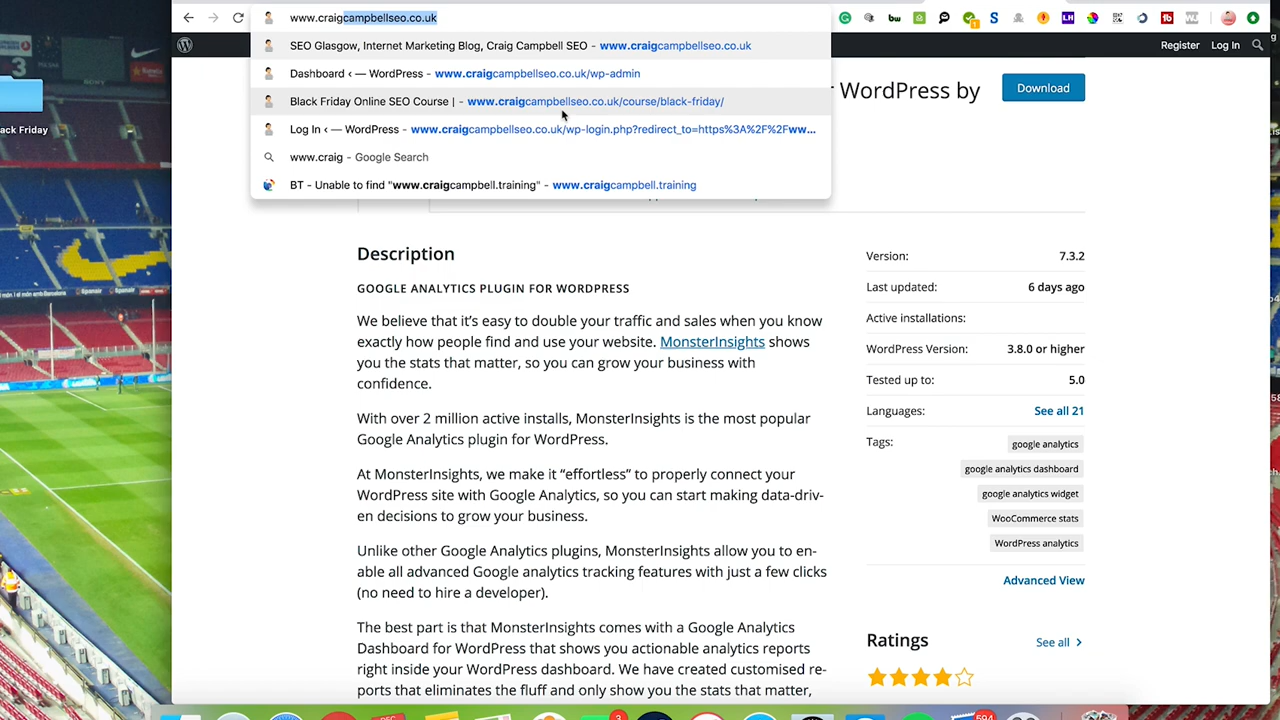 www.craigcampbellseo.co.uk
SEO Glasgow, Internet Marketing Blog, Craig Campbell SEO - www.craigcampbellseo.co.uk
Dashboard ‹ — WordPress - www.craigcampbellseo.co.uk/wp-admin
Black Friday Online SEO Course | - www.craigcampbellseo.co.uk/course/black-friday/
Log In ‹ — WordPress - www.craigcampbellseo.co.uk/wp-login.php?redirect_to=https%3A%2F%2Fww...
www.craig - Google Search
BT - Unable to find "www.craigcampbell.training" - www.craigcampbell.training
Register Log In
r WordPress by
Download
ack Friday
Description
GOOGLE ANALYTICS PLUGIN FOR WORDPRESS
We believe that it's easy to double your traffic and sales when you know
exactly how people find and use your website. MonsterInsights shows
you the stats that matter, so you can grow your business with
confidence.
With over 2 million active installs, MonsterInsights is the most popular
Google Analytics plugin for WordPress.
At MonsterInsights, we make it “effortless” to properly connect your
WordPress site with Google Analytics, so you can start making data-driv-
en decisions to grow your business.
Unlike other Google Analytics plugins, MonsterInsights allow you to en-
able all advanced Google analytics tracking features with just a few clicks
(no need to hire a developer).
The best part is that MonsterInsights comes with a Google Analytics
Dashboard for WordPress that shows you actionable analytics reports
right inside your WordPress dashboard. We have created customised re-
ports that eliminates the fluff and only show you the stats that matter,
Version: 7.3.2
Last updated: 6 days ago
Active installations:
WordPress Version: 3.8.0 or higher
Tested up to: 5.0
Languages: See all 21
Tags: google analytics
google analytics dashboard
google analytics widget
WooCommerce stats
WordPress analytics
Advanced View
Ratings See all
3
594